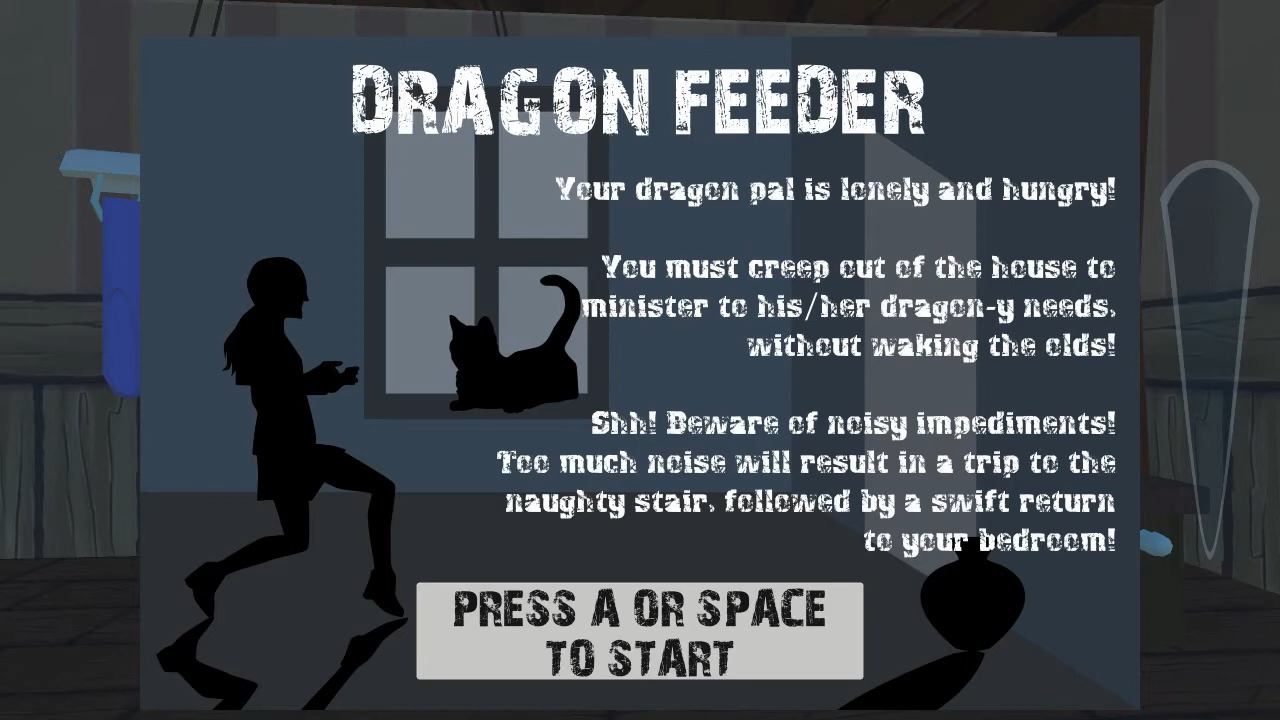 DRAGON FEEDER
Your dragon pal is lonely and hungry!
You must creep out of the house to
minister to his/her dragon-y needs,
without waking the olds!
Shh! Beware of noisy impediments!
Too much noise will result in a trip to the
naughty stair, followed by a swift return
to your bedroom!
PRESS A OR SPACE
TO START